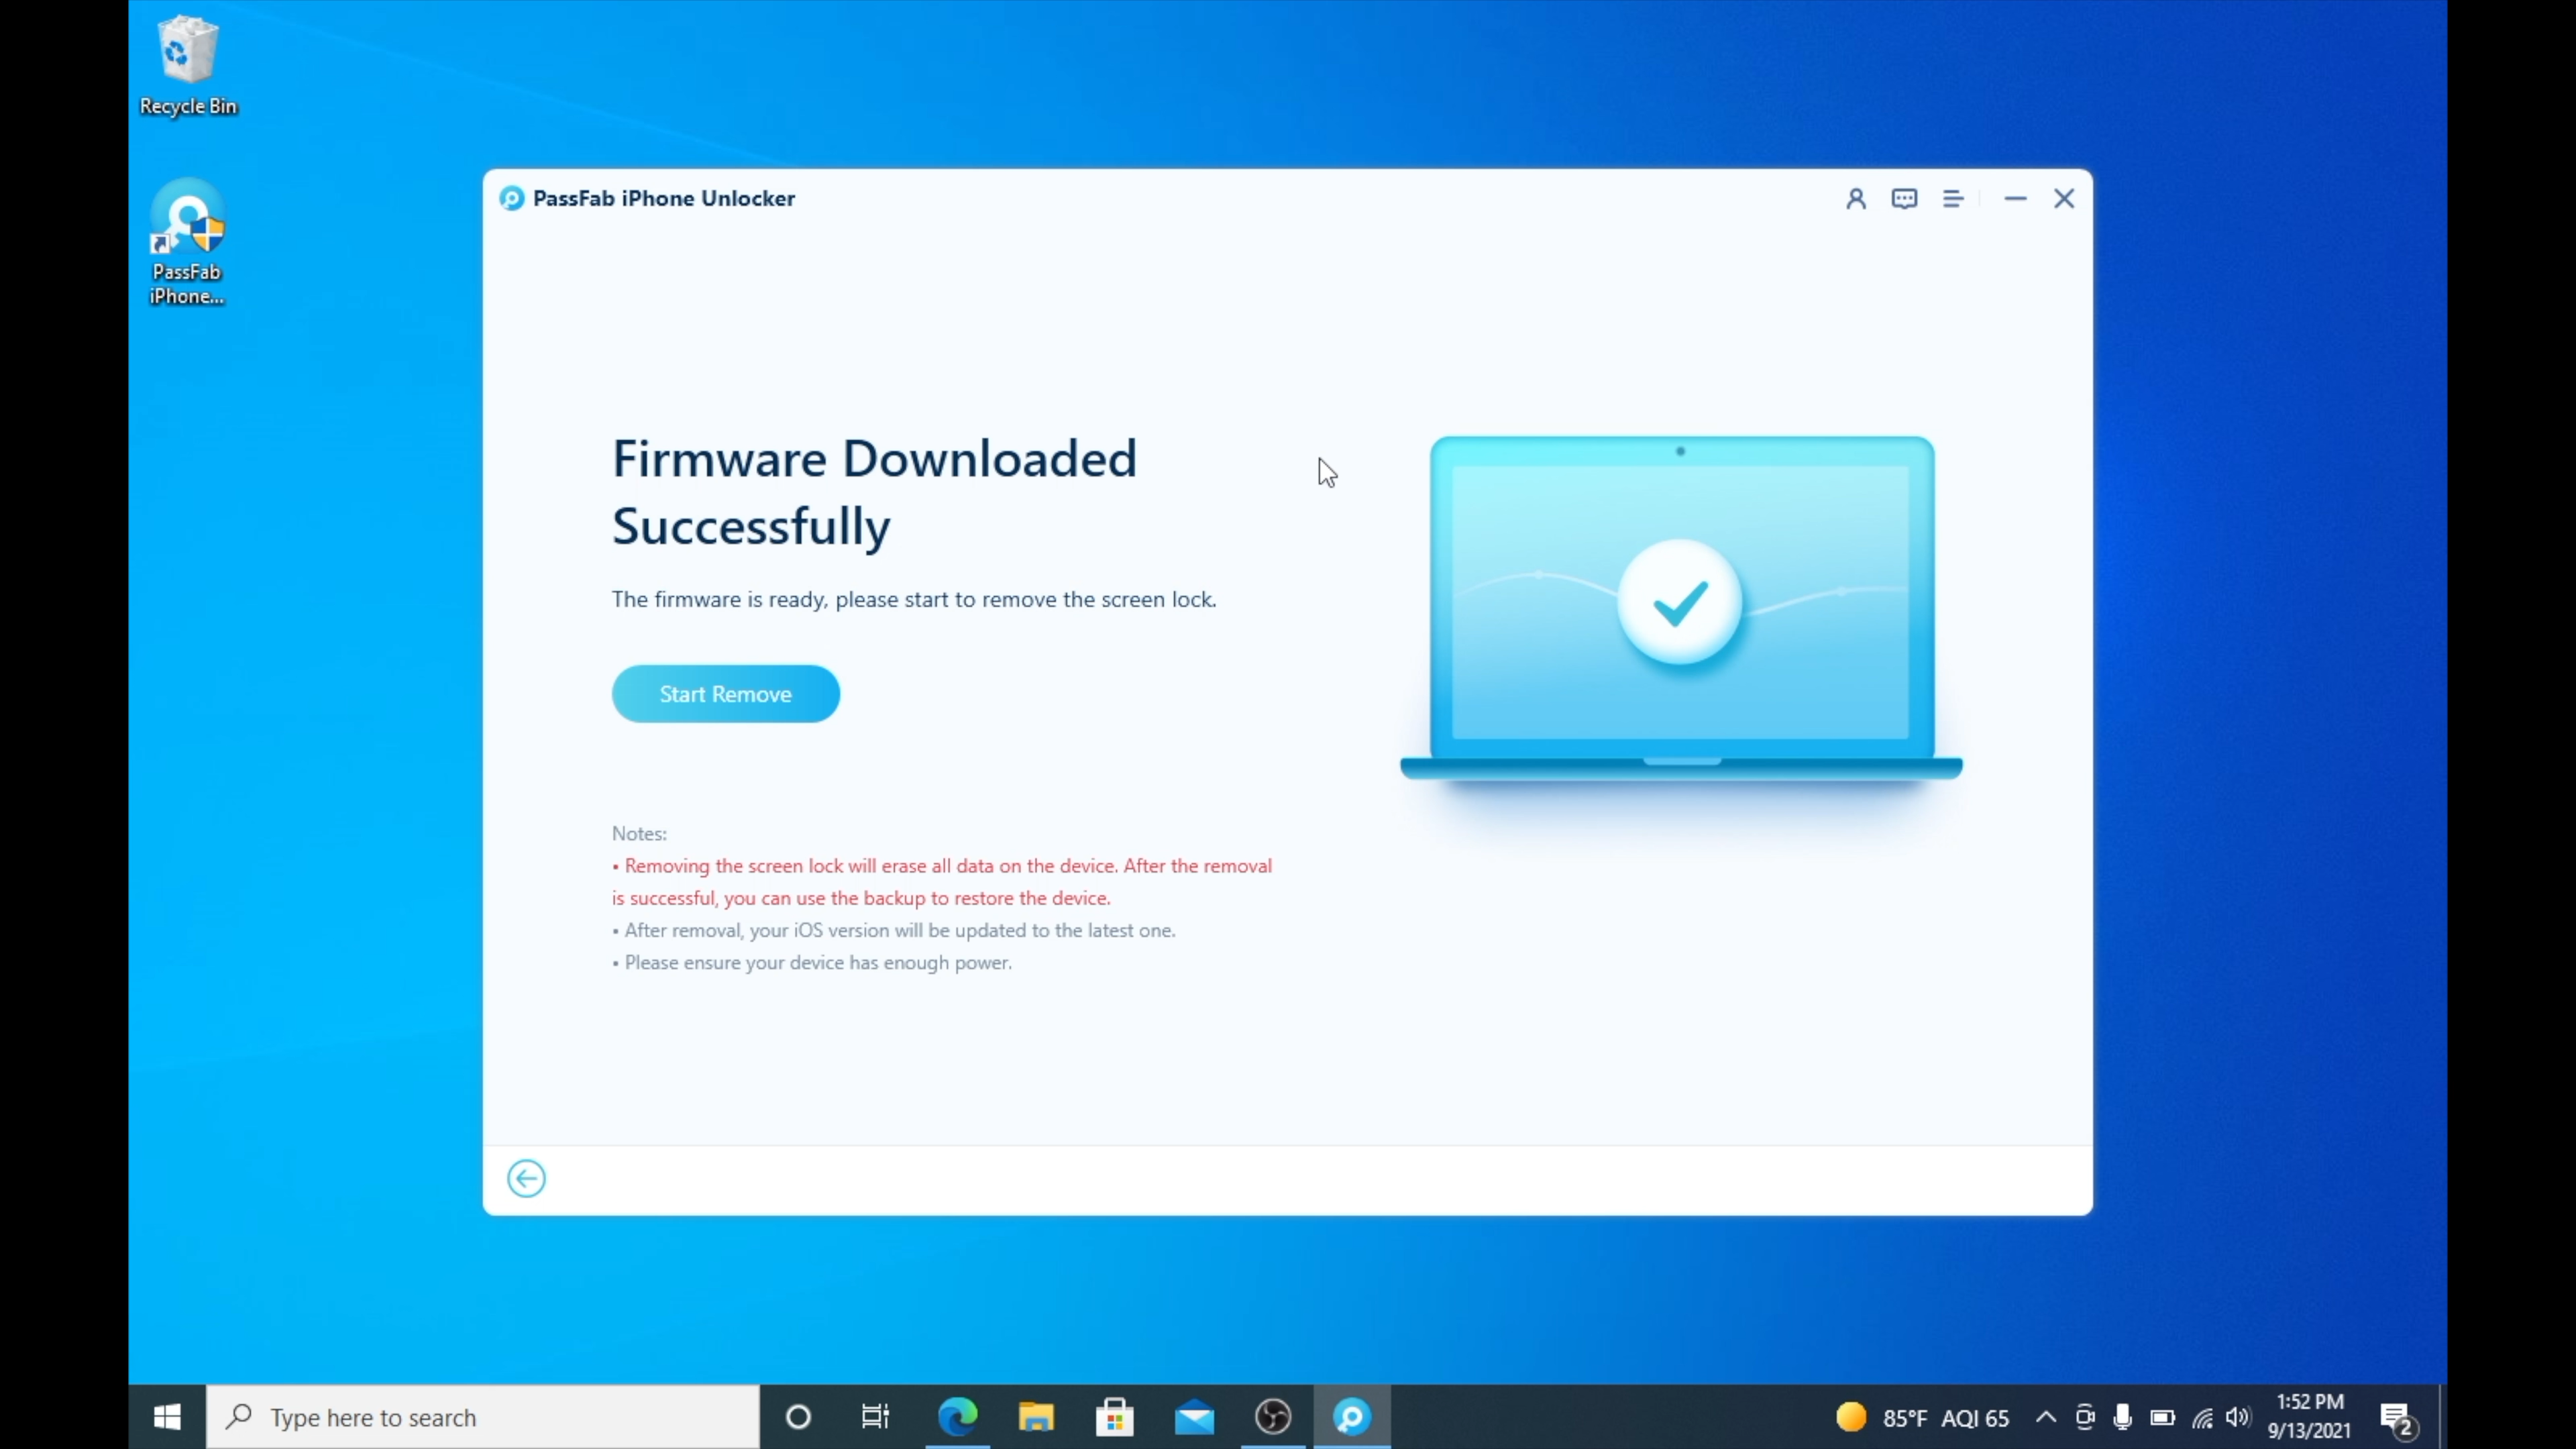 Recycle Bin
PassFab
iPhone...
PassFab iPhone Unlocker
Firmware Downloaded
Successfully
The firmware is ready, please start to remove the screen lock.
Start Remove
Notes:
• Removing the screen lock will erase all data on the device. After the removal
is successful, you can use the backup to restore the device.
• After removal, your iOS version will be updated to the latest one.
• Please ensure your device has enough power.
Type here to search
85°F AQI 65
1:52 PM
9/13/2021
2